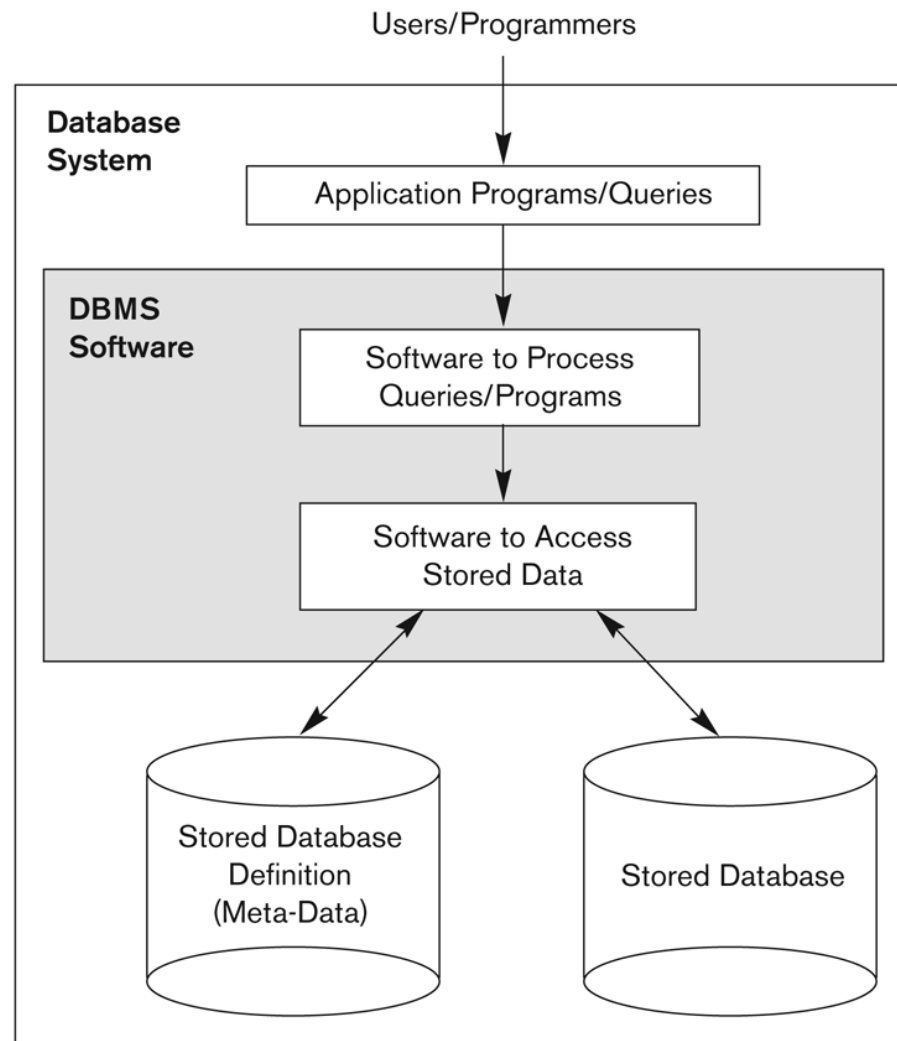 Users/Programmers
Database
System
Application Programs/Queries
DBMS
Software
Software to Process
Queries/Programs
Software to Access
Stored Data
Stored Database
Definition
(Meta-Data)
Stored Database